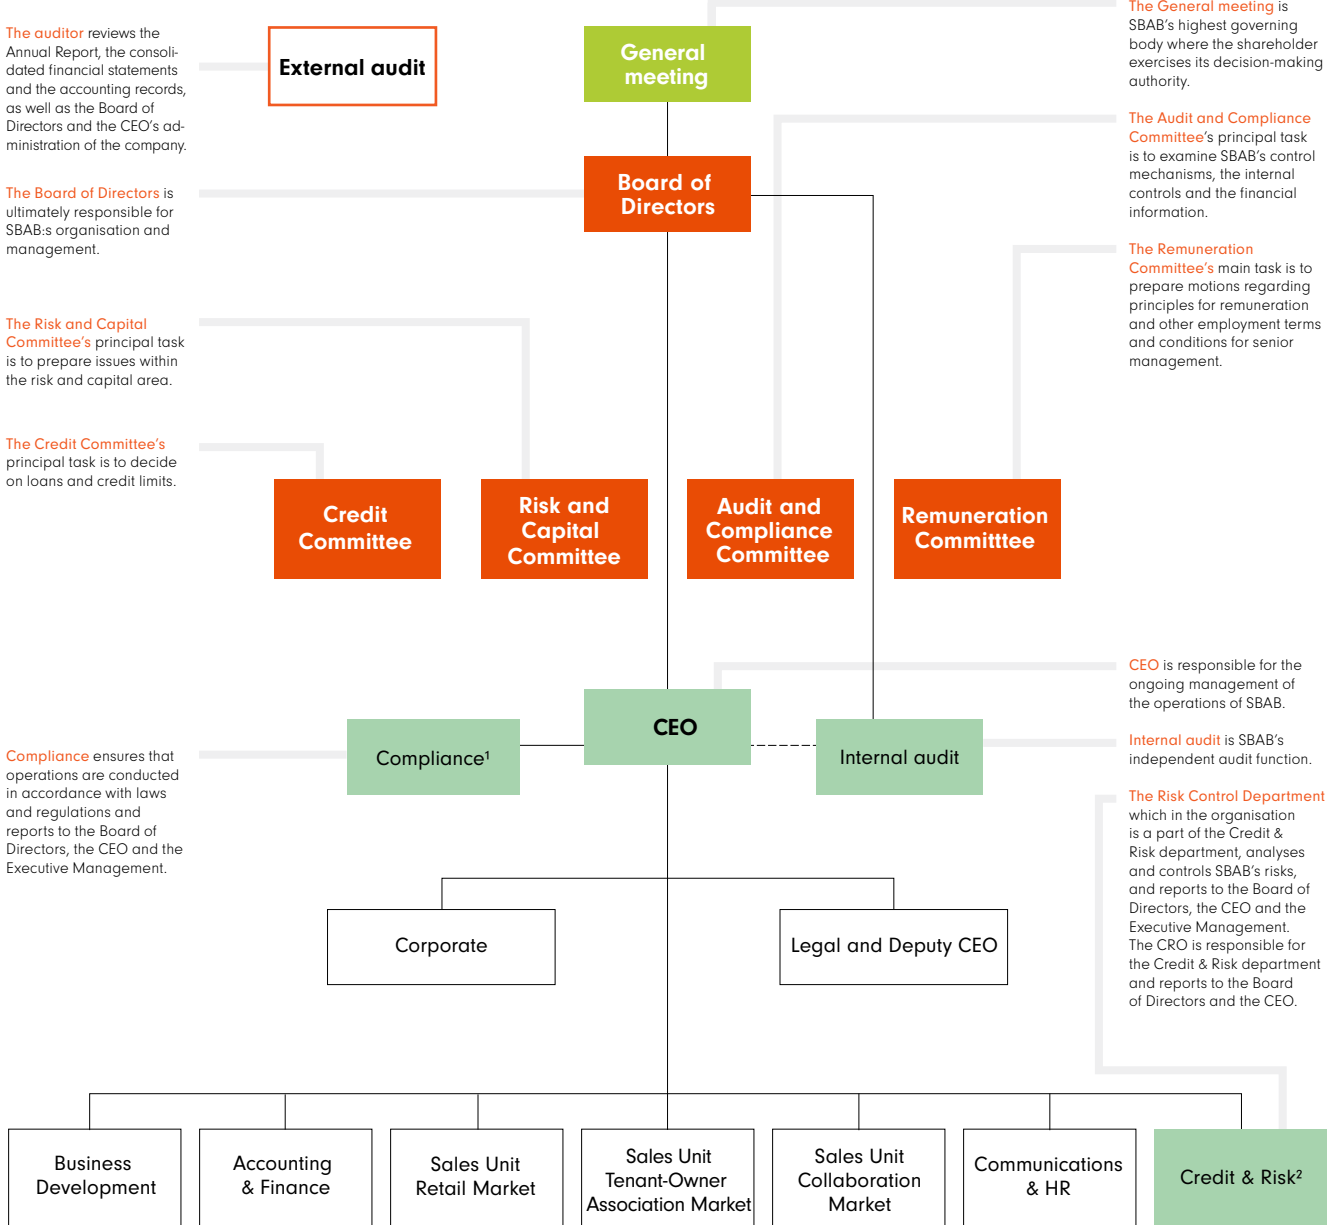 The auditor reviews the
Annual Report, the consoli-
dated financial statements
and the accounting records,
as well as the Board of
Directors and the CEO's ad-
ministration of the company.
External audit
General
meeting
The General meeting is
SBAB's highest governing
body where the shareholder
exercises its decision-making
authority.
The Audit and Compliance
Committee's principal task
is to examine SBAB's control
mechanisms, the internal
controls and the financial
information.
The Board of Directors is
ultimately responsible for
SBAB:s organisation and
management.
Board of
Directors
The Remuneration
Committee's main task is to
prepare motions regarding
principles for remuneration
and other employment terms
and conditions for senior
management.
The Risk and Capital
Committee's principal task
is to prepare issues within
the risk and capital area.
The Credit Committee's
principal task is to decide
on loans and credit limits.
Credit
Committee
Risk and
Capital
Committee
Audit and
Compliance
Committee
Remuneration
Committtee
CEO is responsible for the
ongoing management of
the operations of SBAB.
CEO
Compliance¹
Internal audit
Internal audit is SBAB's
independent audit function.
Compliance ensures that
operations are conducted
in accordance with laws
and regulations and
reports to the Board of
Directors, the CEO and the
Executive Management.
The Risk Control Department
which in the organisation
is a part of the Credit &
Risk department, analyses
and controls SBAB's risks,
and reports to the Board of
Directors, the CEO and the
Executive Management.
The CRO is responsible for
the Credit & Risk department
and reports to the Board
of Directors and the CEO.
Corporate
Legal and Deputy CEO
Business
Development
Accounting
& Finance
Sales Unit
Retail Market
Sales Unit
Tenant-Owner
Association Market
Sales Unit
Collaboration
Market
Communications
& HR
Credit & Risk²